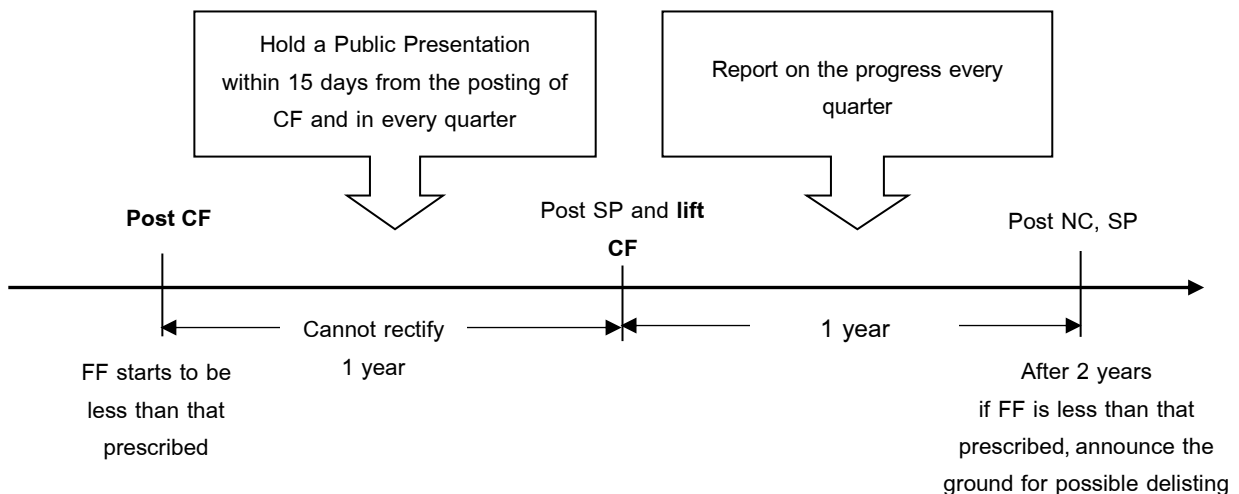 Hold a Public Presentation
within 15 days from the posting of
CF and in every quarter
Report on the progress every
quarter
Post CF
Post SP and lift
CF
Post NC, SP
Cannot rectify
1 year
1 year
FF starts to be
less than that
prescribed
After 2 years
if FF is less than that
prescribed, announce the
ground for possible delisting